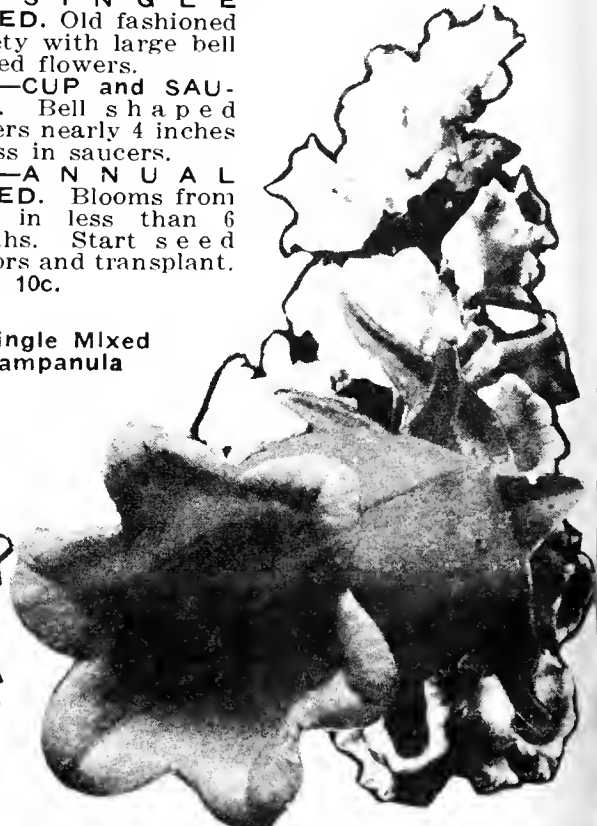 S I N G L E
ED. Old fashioned
ety with large bell
ed flowers.
—CUP and SAU-
. Bell shaped
ers nearly 4 inches
ss in saucers.
—A N N U A L
ED. Blooms from
in less than 6
ths. Start seed
ors and transplant.
10c.
ingle Mixed
ampanula